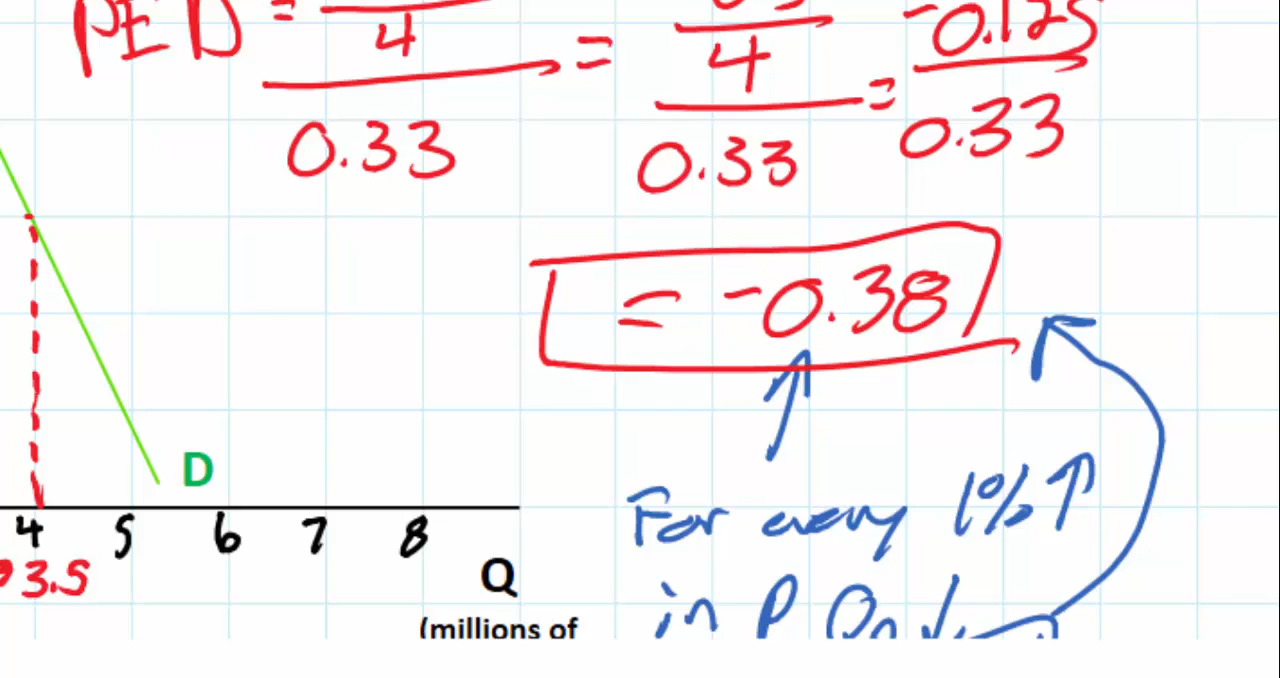 PED = 4 = 4 = -0.125
0.33 0.33 0.33
= -0.38
D
For every 1% ↑
4 5 6 7 8
3.5 Q
in P
(millions of